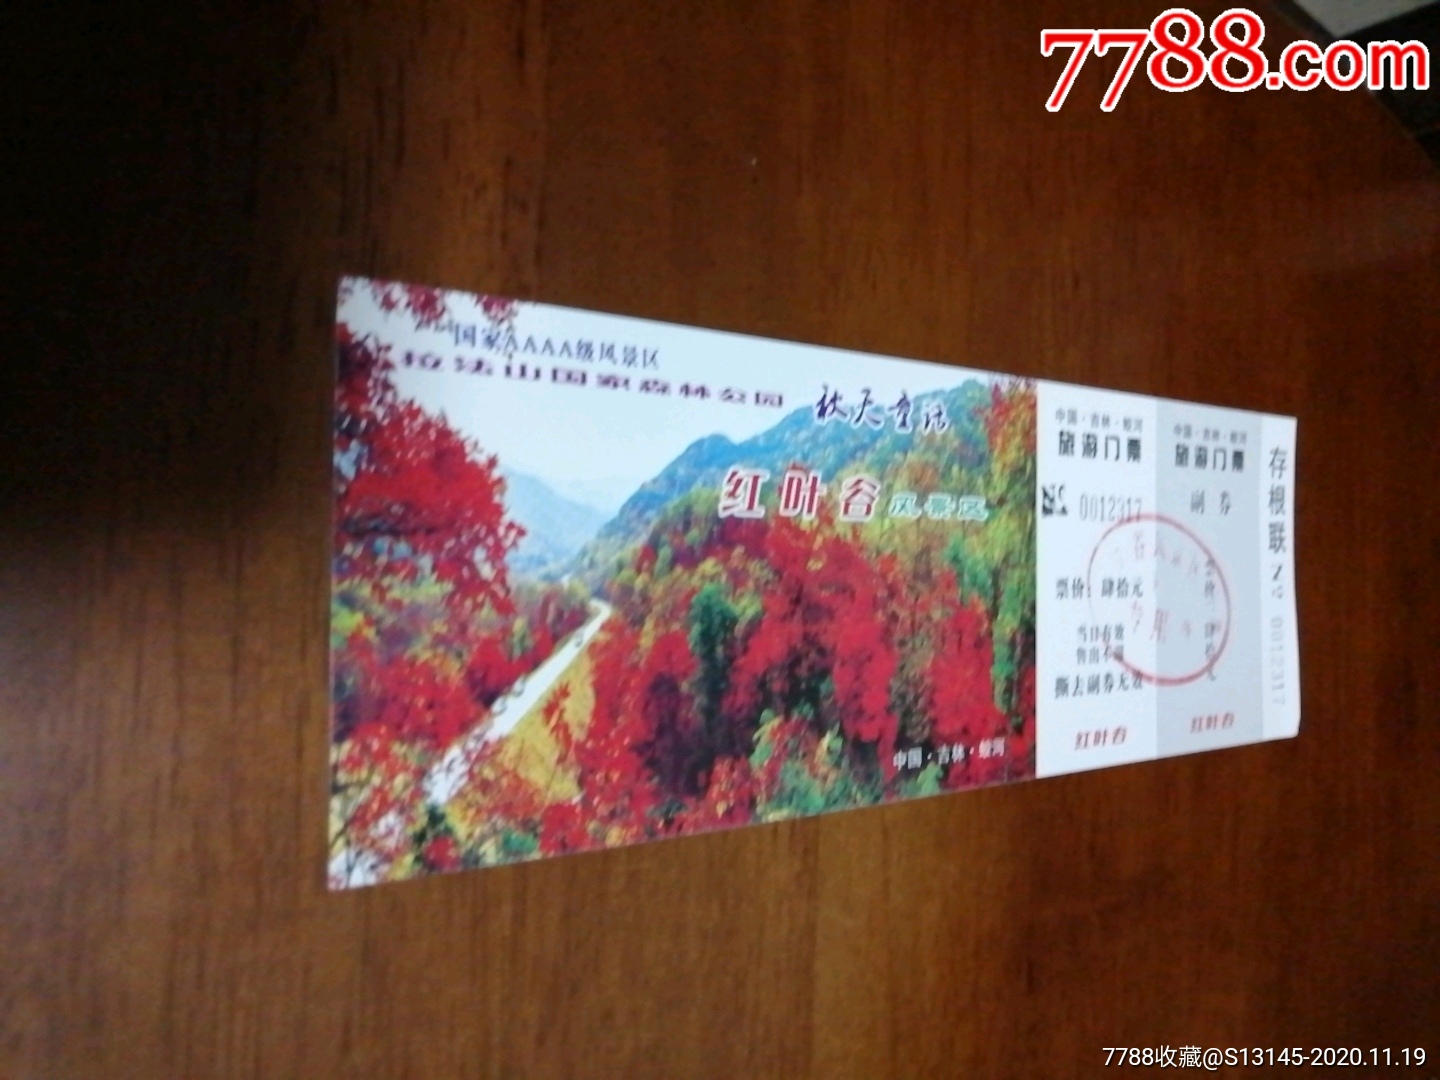 7788.com
国家AAAA级风景区
拉法山国家森林公园
秋天童话
红叶谷风景区
中国·吉林·蛟河
中国·吉林·蛟河
旅游门票
0012317
票价：肆拾元
当日有效
售出不退
撕去副券无效
红叶谷
中国·吉林·蛟河
旅游门票
副券
红叶谷
存根联 No 0012317
7788收藏@S13145-2020.11.19